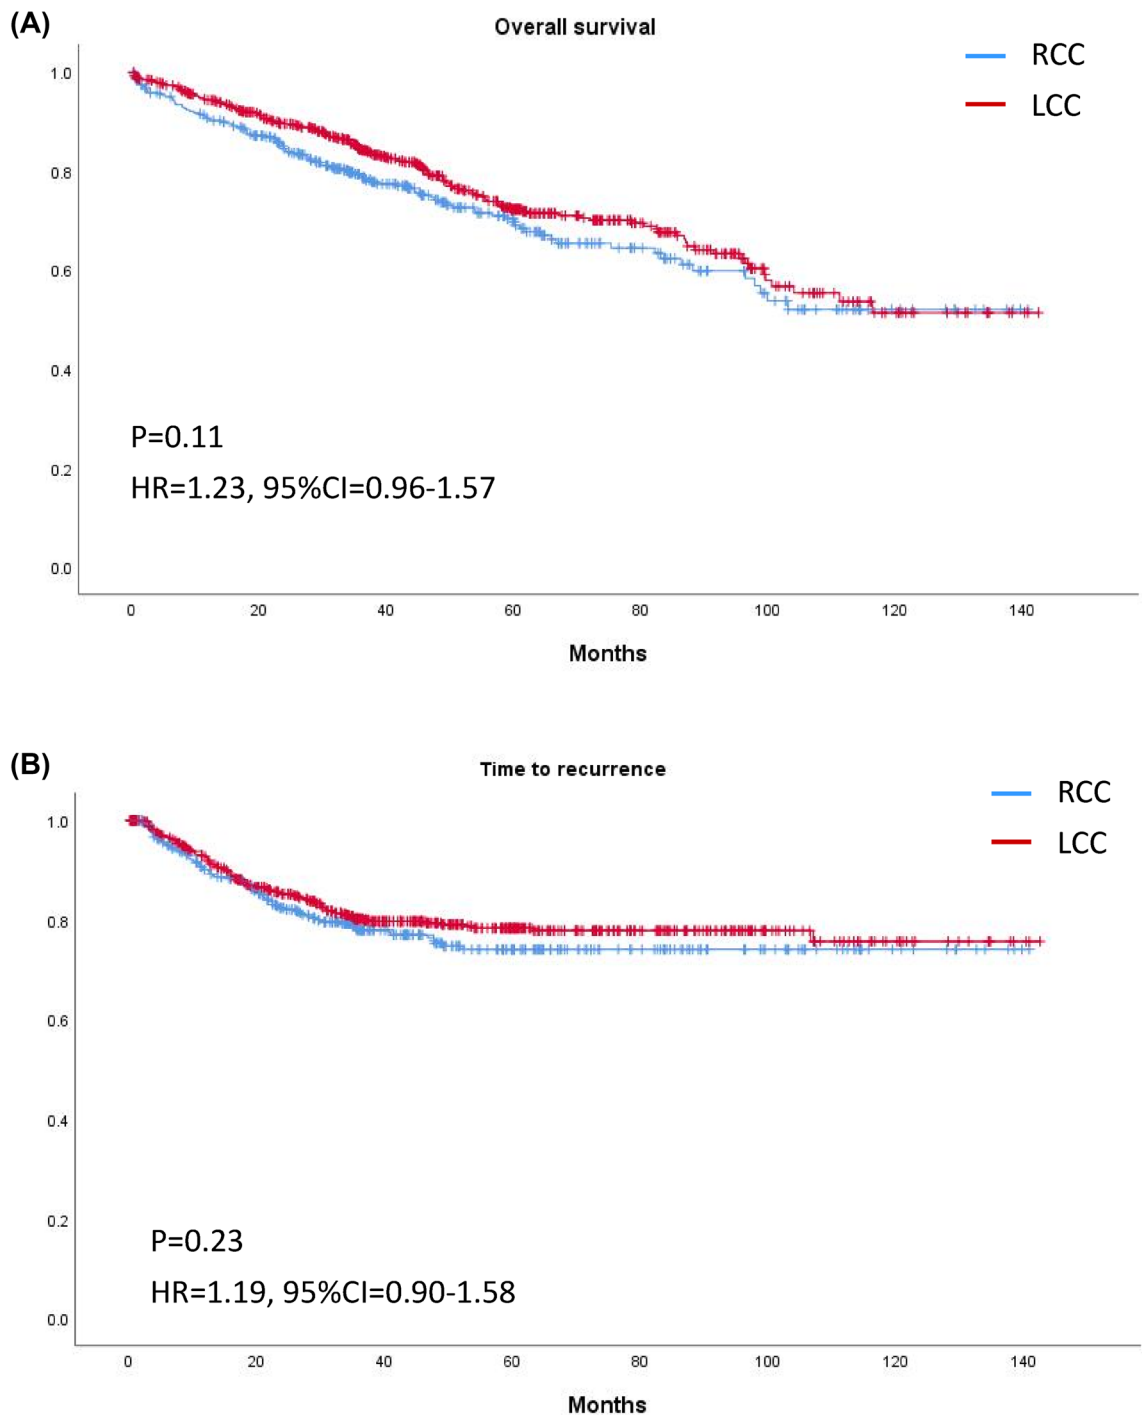 (A)
Overall survival
RCC
LCC
1.0
0.8
0.6
0.4
0.2
0.0
P=0.11
HR=1.23, 95%CI=0.96-1.57
0 20 40 60 80 100 120 140
Months
(B)
Time to recurrence
RCC
LCC
1.0
0.8
0.6
0.4
0.2
0.0
P=0.23
HR=1.19, 95%CI=0.90-1.58
0 20 40 60 80 100 120 140
Months